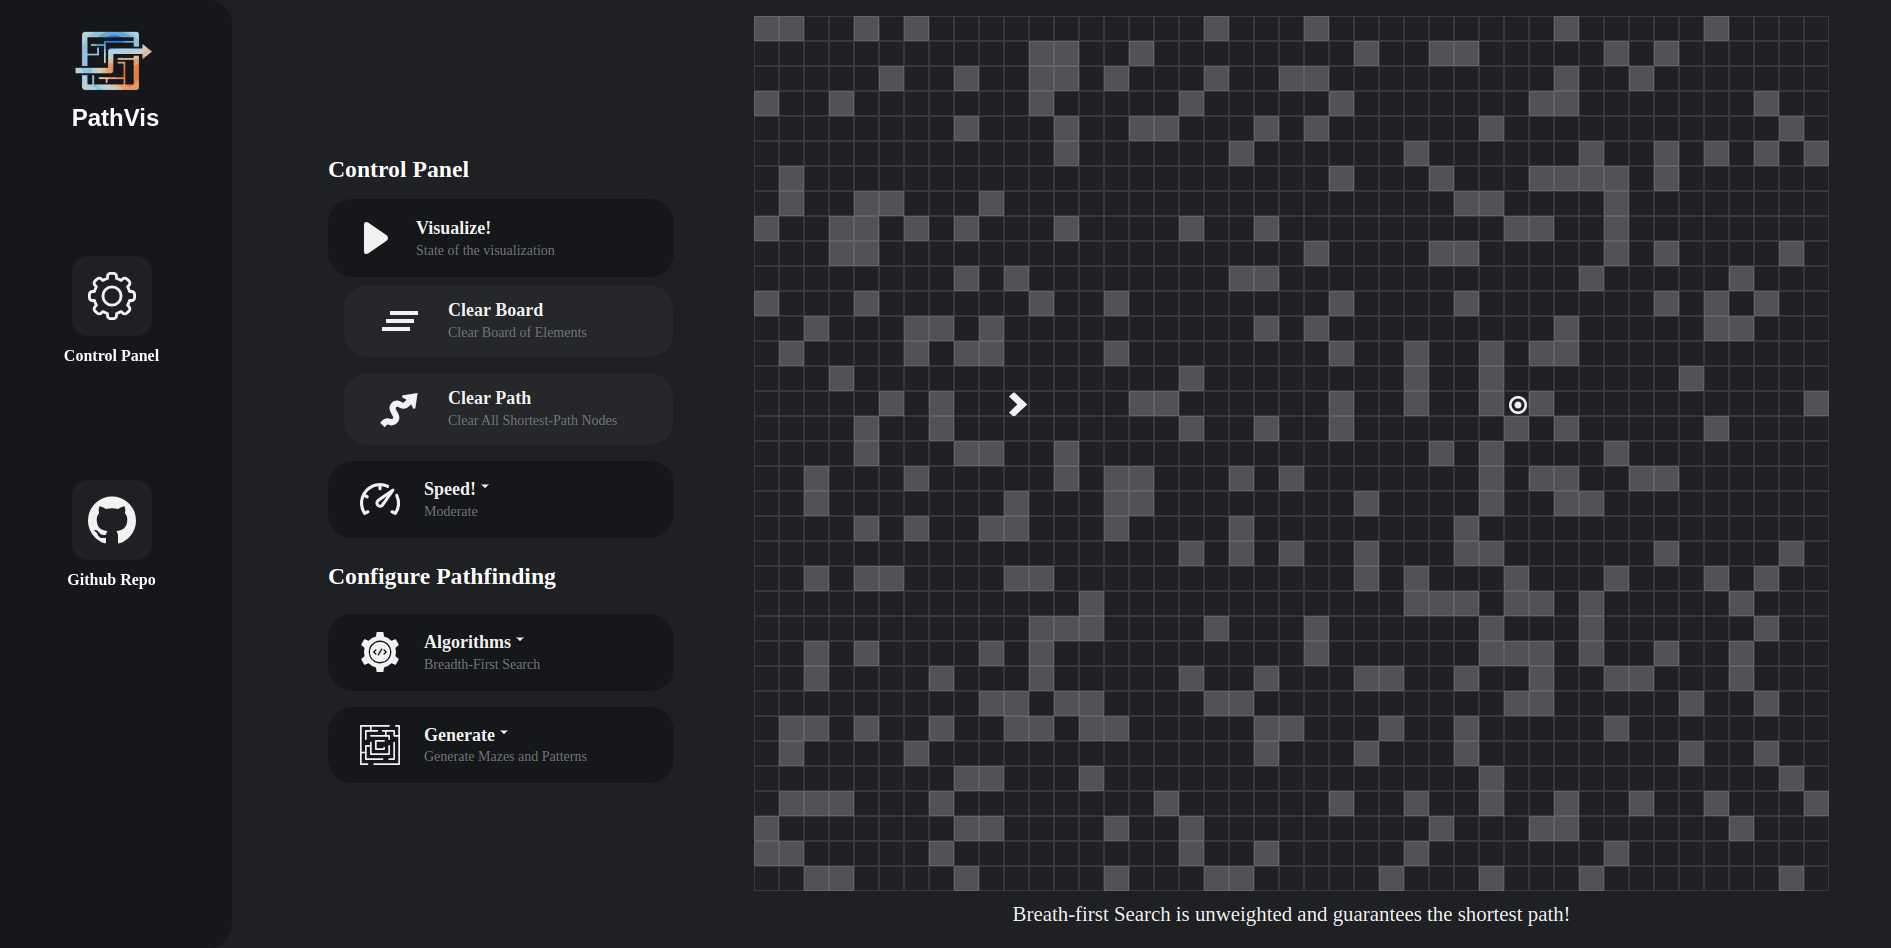 PathVis
Control Panel
Github Repo
Control Panel
Visualize!
State of the visualization
Clear Board
Clear Board of Elements
Clear Path
Clear All Shortest-Path Nodes
Speed!
Moderate
Configure Pathfinding
Algorithms
Breadth-First Search
Generate
Generate Mazes and Patterns
Breath-first Search is unweighted and guarantees the shortest path!